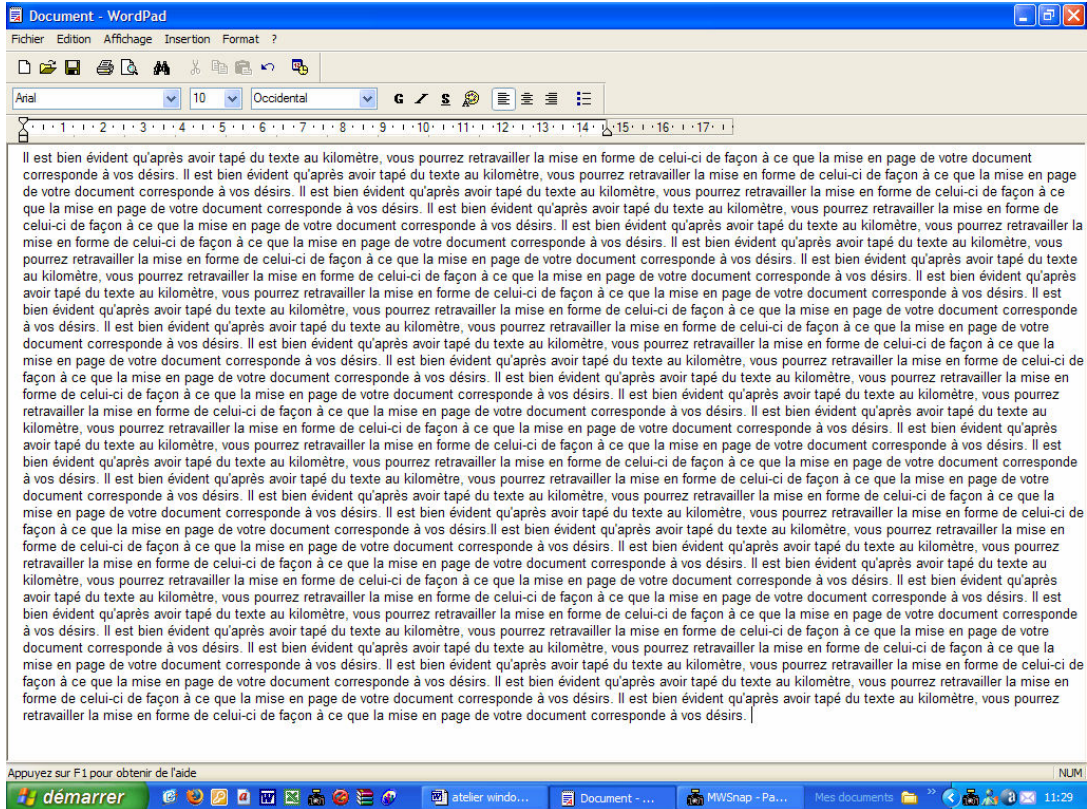 Document - WordPad
Fichier Edition Affichage Insertion Format ?
Arial 10 Occidental G I S
1 2 3 4 5 6 7 8 9 10 11 12 13 14 15 16 17
Il est bien évident qu'après avoir tapé du texte au kilomètre, vous pourrez retravailler la mise en forme de celui-ci de façon à ce que la mise en page de votre document
corresponde à vos désirs. Il est bien évident qu'après avoir tapé du texte au kilomètre, vous pourrez retravailler la mise en forme de celui-ci de façon à ce que la mise en page
de votre document corresponde à vos désirs. Il est bien évident qu'après avoir tapé du texte au kilomètre, vous pourrez retravailler la mise en forme de celui-ci de façon à ce
que la mise en page de votre document corresponde à vos désirs. Il est bien évident qu'après avoir tapé du texte au kilomètre, vous pourrez retravailler la mise en forme de
celui-ci de façon à ce que la mise en page de votre document corresponde à vos désirs. Il est bien évident qu'après avoir tapé du texte au kilomètre, vous pourrez retravailler la
mise en forme de celui-ci de façon à ce que la mise en page de votre document corresponde à vos désirs. Il est bien évident qu'après avoir tapé du texte au kilomètre, vous
pourrez retravailler la mise en forme de celui-ci de façon à ce que la mise en page de votre document corresponde à vos désirs. Il est bien évident qu'après avoir tapé du texte
au kilomètre, vous pourrez retravailler la mise en forme de celui-ci de façon à ce que la mise en page de votre document corresponde à vos désirs. Il est bien évident qu'après
avoir tapé du texte au kilomètre, vous pourrez retravailler la mise en forme de celui-ci de façon à ce que la mise en page de votre document corresponde à vos désirs. Il est
bien évident qu'après avoir tapé du texte au kilomètre, vous pourrez retravailler la mise en forme de celui-ci de façon à ce que la mise en page de votre document corresponde
à vos désirs. Il est bien évident qu'après avoir tapé du texte au kilomètre, vous pourrez retravailler la mise en forme de celui-ci de façon à ce que la mise en page de votre
document corresponde à vos désirs. Il est bien évident qu'après avoir tapé du texte au kilomètre, vous pourrez retravailler la mise en forme de celui-ci de façon à ce que la
mise en page de votre document corresponde à vos désirs. Il est bien évident qu'après avoir tapé du texte au kilomètre, vous pourrez retravailler la mise en forme de celui-ci de
façon à ce que la mise en page de votre document corresponde à vos désirs. Il est bien évident qu'après avoir tapé du texte au kilomètre, vous pourrez retravailler la mise en
forme de celui-ci de façon à ce que la mise en page de votre document corresponde à vos désirs. Il est bien évident qu'après avoir tapé du texte au kilomètre, vous pourrez
retravailler la mise en forme de celui-ci de façon à ce que la mise en page de votre document corresponde à vos désirs. Il est bien évident qu'après avoir tapé du texte au
kilomètre, vous pourrez retravailler la mise en forme de celui-ci de façon à ce que la mise en page de votre document corresponde à vos désirs. Il est bien évident qu'après
avoir tapé du texte au kilomètre, vous pourrez retravailler la mise en forme de celui-ci de façon à ce que la mise en page de votre document corresponde à vos désirs. Il est
bien évident qu'après avoir tapé du texte au kilomètre, vous pourrez retravailler la mise en forme de celui-ci de façon à ce que la mise en page de votre document corresponde
à vos désirs. Il est bien évident qu'après avoir tapé du texte au kilomètre, vous pourrez retravailler la mise en forme de celui-ci de façon à ce que la mise en page de votre
document corresponde à vos désirs. Il est bien évident qu'après avoir tapé du texte au kilomètre, vous pourrez retravailler la mise en forme de celui-ci de façon à ce que la
mise en page de votre document corresponde à vos désirs. Il est bien évident qu'après avoir tapé du texte au kilomètre, vous pourrez retravailler la mise en forme de celui-ci de
façon à ce que la mise en page de votre document corresponde à vos désirs.Il est bien évident qu'après avoir tapé du texte au kilomètre, vous pourrez retravailler la mise en
forme de celui-ci de façon à ce que la mise en page de votre document corresponde à vos désirs. Il est bien évident qu'après avoir tapé du texte au kilomètre, vous pourrez
retravailler la mise en forme de celui-ci de façon à ce que la mise en page de votre document corresponde à vos désirs. Il est bien évident qu'après avoir tapé du texte au
kilomètre, vous pourrez retravailler la mise en forme de celui-ci de façon à ce que la mise en page de votre document corresponde à vos désirs. Il est bien évident qu'après
avoir tapé du texte au kilomètre, vous pourrez retravailler la mise en forme de celui-ci de façon à ce que la mise en page de votre document corresponde à vos désirs. Il est
bien évident qu'après avoir tapé du texte au kilomètre, vous pourrez retravailler la mise en forme de celui-ci de façon à ce que la mise en page de votre document corresponde
à vos désirs. Il est bien évident qu'après avoir tapé du texte au kilomètre, vous pourrez retravailler la mise en forme de celui-ci de façon à ce que la mise en page de votre
document corresponde à vos désirs. Il est bien évident qu'après avoir tapé du texte au kilomètre, vous pourrez retravailler la mise en forme de celui-ci de façon à ce que la
mise en page de votre document corresponde à vos désirs. Il est bien évident qu'après avoir tapé du texte au kilomètre, vous pourrez retravailler la mise en forme de celui-ci de
façon à ce que la mise en page de votre document corresponde à vos désirs. Il est bien évident qu'après avoir tapé du texte au kilomètre, vous pourrez retravailler la mise en
forme de celui-ci de façon à ce que la mise en page de votre document corresponde à vos désirs. Il est bien évident qu'après avoir tapé du texte au kilomètre, vous pourrez
retravailler la mise en forme de celui-ci de façon à ce que la mise en page de votre document corresponde à vos désirs.
Appuyez sur F1 pour obtenir de l'aide NUM
démarrer atelier windo... Document - ... MWSnap - Pa... Mes documents » 11:29